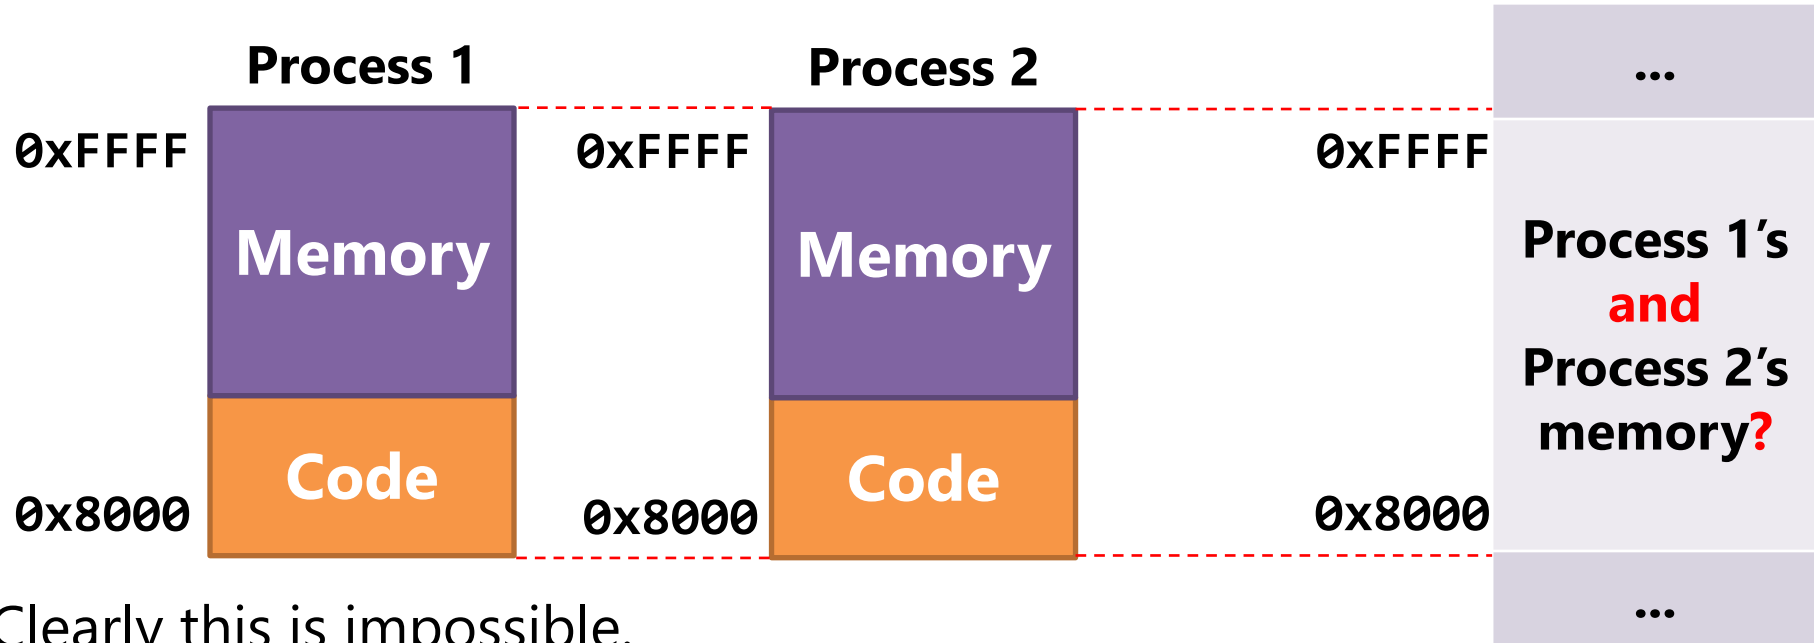 Process 1
Process 2
...
0xFFFF
0xFFFF
0xFFFF
Memory
Memory
Process 1’s
and
Process 2’s
memory?
Code
Code
0x8000
0x8000
0x8000
...
Clearly this is impossible.